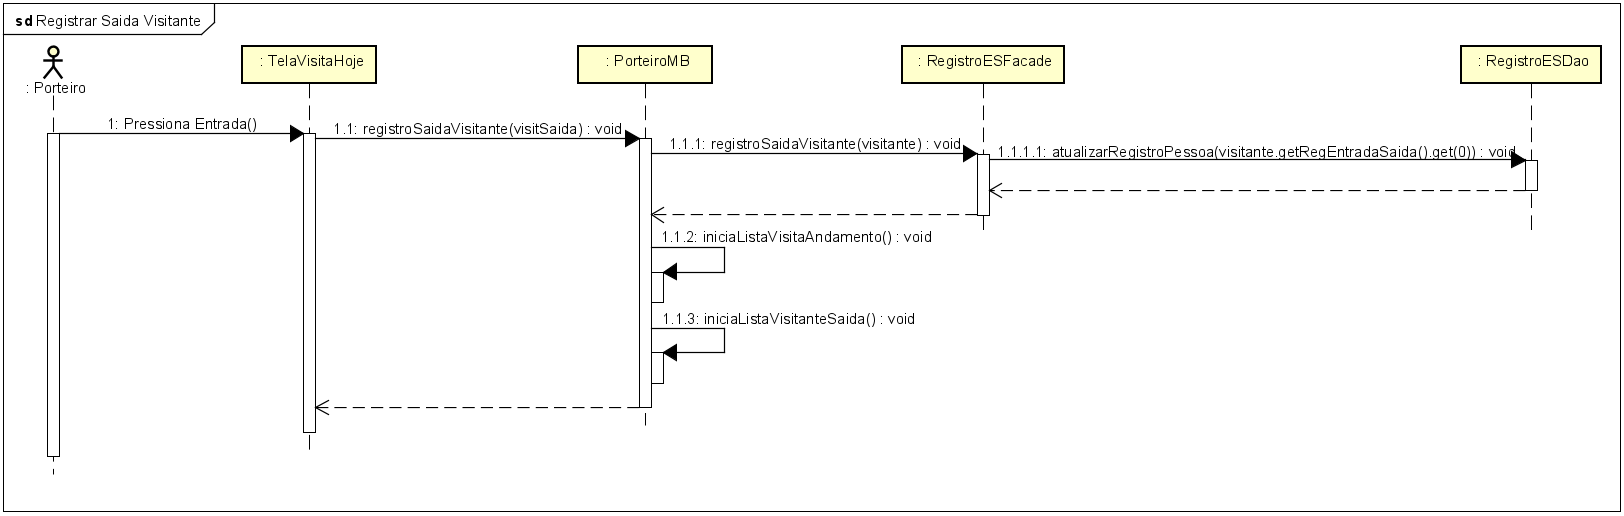 sd Registrar Saida Visitante
: Porteiro
: TelaVisitaHoje
: PorteiroMB
: RegistroESFacade
: RegistroESDao
1: Pressiona Entrada()
1.1: registroSaidaVisitante(visitSaida) : void
1.1.1: registroSaidaVisitante(visitante) : void
1.1.1.1: atualizarRegistroPessoa(visitante.getRegEntradaSaida().get(0)) : void
1.1.2: iniciaListaVisitaAndamento() : void
1.1.3: iniciaListaVisitanteSaida() : void